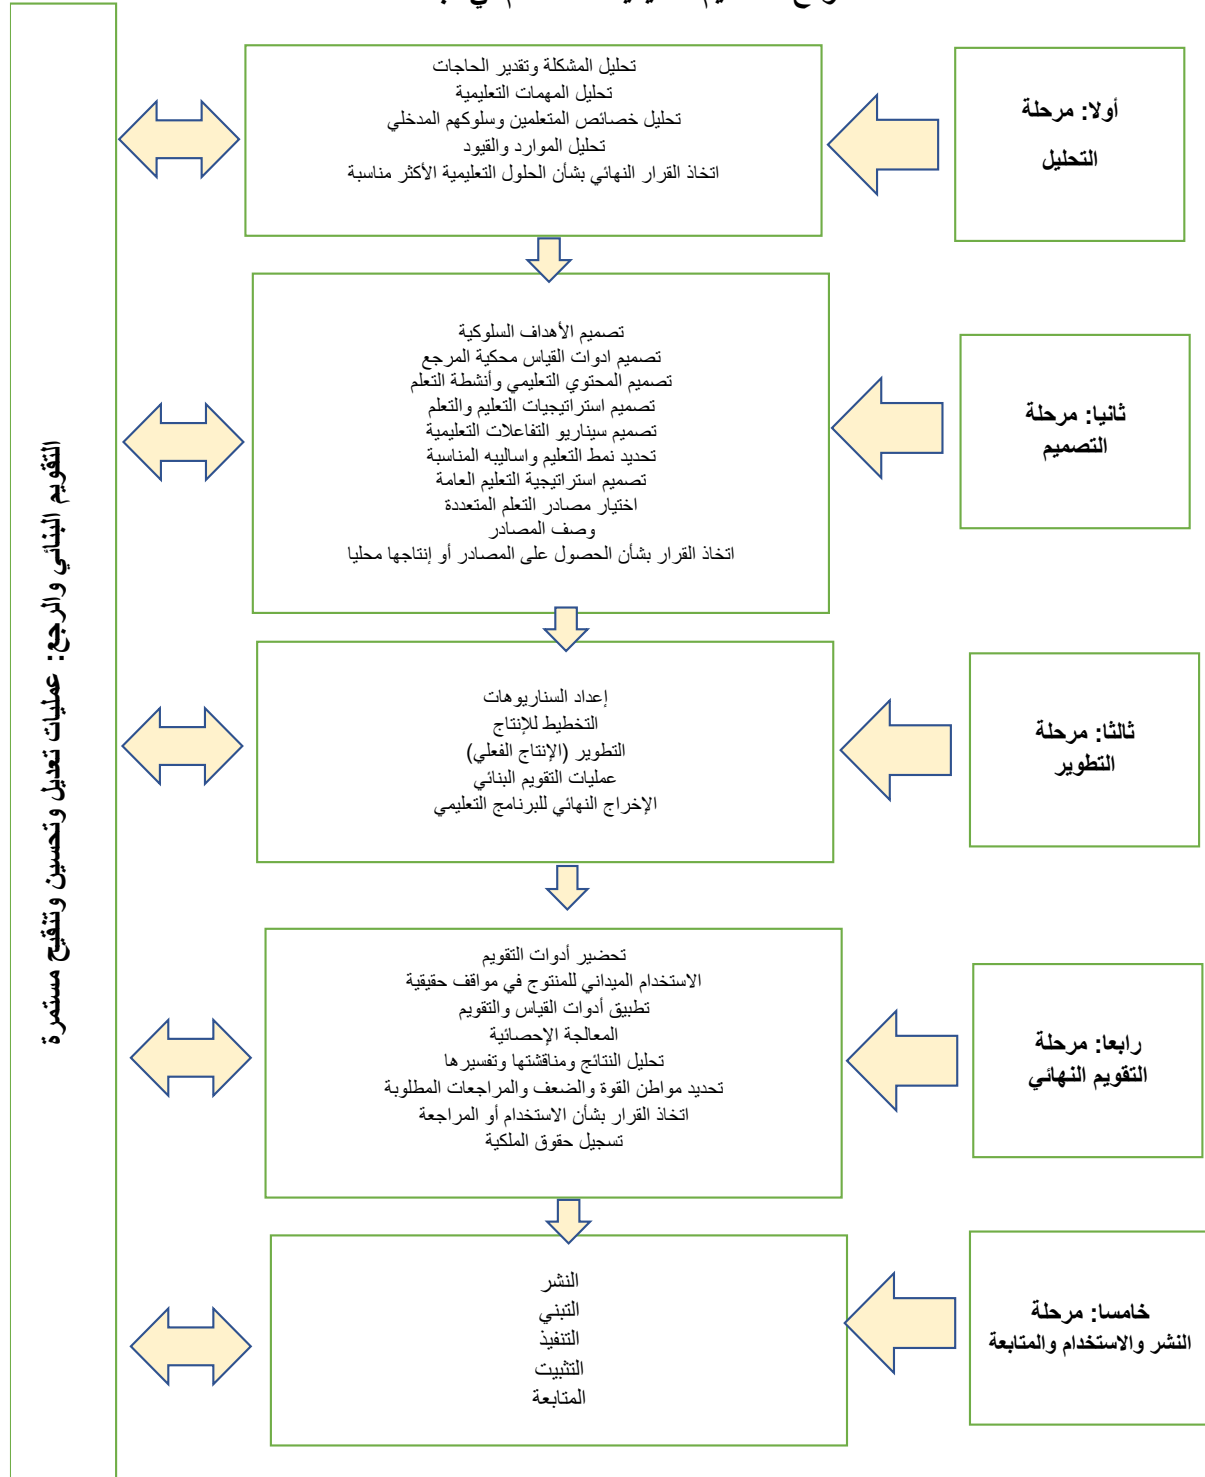 أولا: مرحلة
التحليل
تحليل المشكلة وتقدير الحاجات
تحليل المهمات التعليمية
تحليل خصائص المتعلمين وسلوكهم المدخلي
تحليل الموارد والقيود
اتخاذ القرار النهائي بشأن الحلول التعليمية الأكثر مناسبة
ثانيا: مرحلة
التصميم
تصميم الأهداف السلوكية
تصميم ادوات القياس محكية المرجع
تصميم المحتوي التعليمي وأنشطة التعلم
تصميم استراتيجيات التعليم والتعلم
تصميم سيناريو التفاعلات التعليمية
تحديد نمط التعليم واساليبه المناسبة
تصميم استراتيجية التعليم العامة
اختيار مصادر التعلم المتعددة
وصف المصادر
اتخاذ القرار بشأن الحصول على المصادر أو إنتاجها محليا
ثالثا: مرحلة
التطوير
إعداد السناريوهات
التخطيط للإنتاج
التطوير (الإنتاج الفعلي)
عمليات التقويم البنائي
الإخراج النهائي للبرنامج التعليمي
رابعا: مرحلة
التقويم النهائي
تحضير أدوات التقويم
الاستخدام الميداني للمنتوج في مواقف حقيقية
تطبيق أدوات القياس والتقويم
المعالجة الإحصائية
تحليل النتائج ومناقشتها وتفسيرها
تحديد مواطن القوة والضعف والمراجعات المطلوبة
اتخاذ القرار بشأن الاستخدام أو المراجعة
تسجيل حقوق الملكية
خامسا: مرحلة
النشر والاستخدام والمتابعة
النشر
التبني
التنفيذ
التثبيت
المتابعة
التقويم البنائي والرجع: عمليات تعديل وتحسين وتنقيح مستمرة